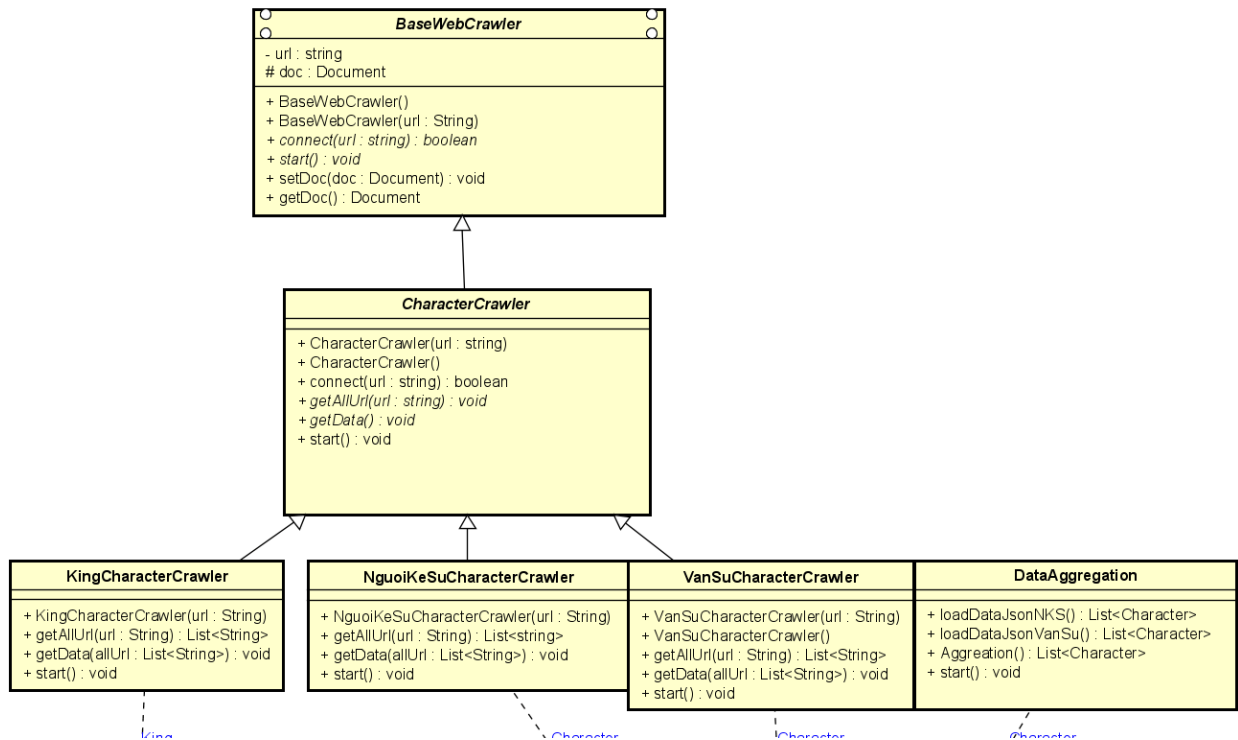 BaseWebCrawler
- url : string
# doc : Document
+ BaseWebCrawler()
+ BaseWebCrawler(url : String)
+ connect(url : string) : boolean
+ start() : void
+ setDoc(doc : Document) : void
+ getDoc() : Document
CharacterCrawler
+ CharacterCrawler(url : string)
+ CharacterCrawler()
+ connect(url : string) : boolean
+ getAllUrl(url : string) : void
+ getData() : void
+ start() : void
KingCharacterCrawler
+ KingCharacterCrawler(url : String)
+ getAllUrl(url : String) : List<String>
+ getData(allUrl : List<String>) : void
+ start() : void
NguoiKeSuCharacterCrawler
+ NguoiKeSuCharacterCrawler(url : String)
+ getAllUrl(url : String) : List<string>
+ getData(allUrl : List<String>) : void
+ start() : void
VanSuCharacterCrawler
+ VanSuCharacterCrawler(url : String)
+ VanSuCharacterCrawler()
+ getAllUrl(url : String) : List<String>
+ getData(allUrl : List<String>) : void
+ start() : void
DataAggregation
+ loadDataJsonNKS() : List<Character>
+ loadDataJsonVanSu() : List<Character>
+ Aggreation() : List<Character>
+ start() : void
King
Character
Character
Character